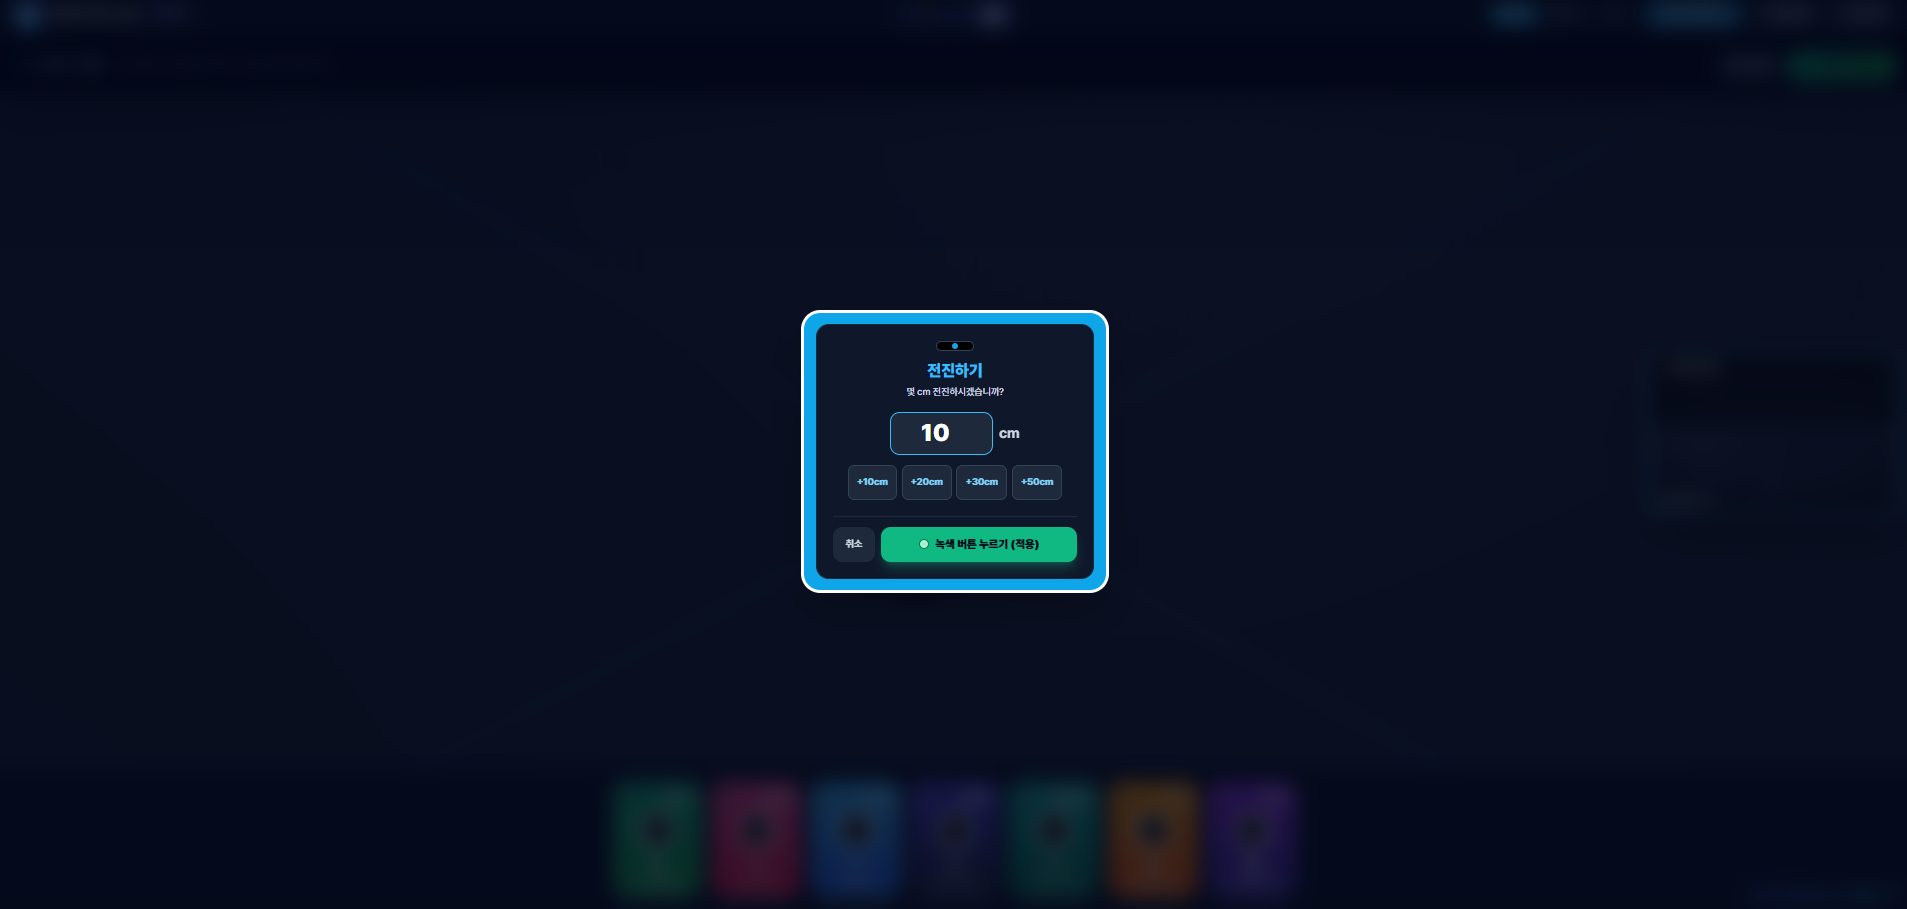 전진하기
몇 cm 전진하시겠습니까?
10 cm
+10cm +20cm +30cm +50cm
취소 녹색 버튼 누르기 (적용)